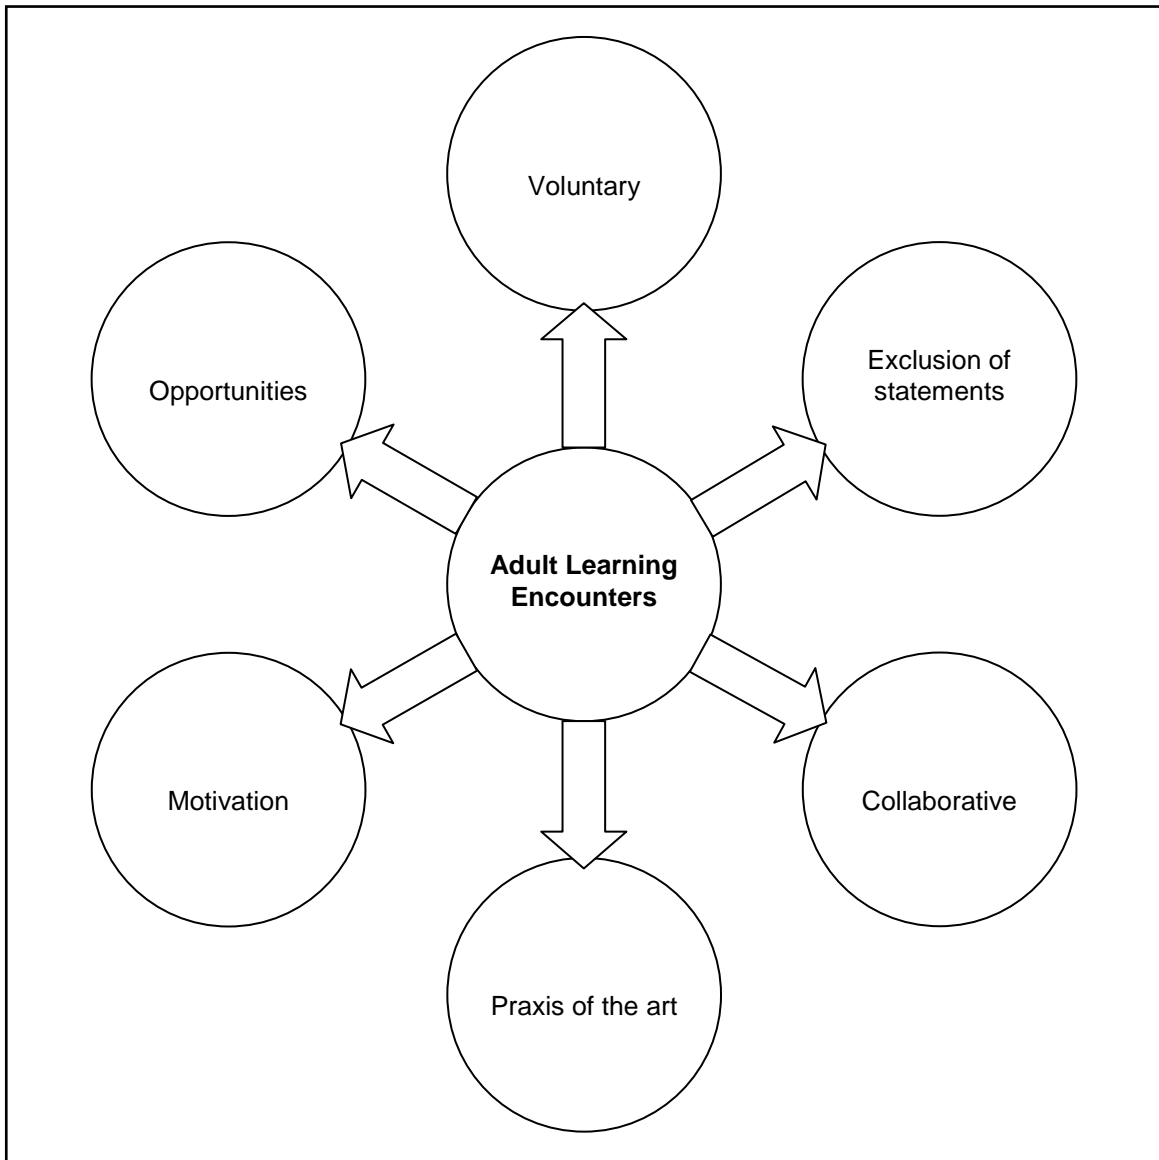 Voluntary
Opportunities
Exclusion of
statements
Adult Learning
Encounters
Motivation
Collaborative
Praxis of the art